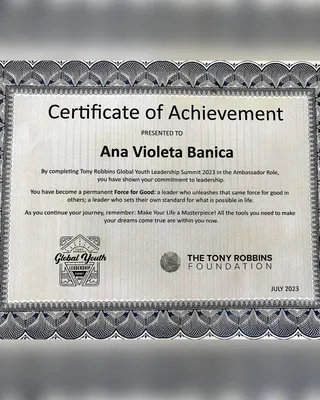 Certificate of Achievement
PRESENTED TO
Ana Violeta Banica
By completing Tony Robbins Global Youth Leadership Summit 2023 in the Ambassador Role,
you have shown your commitment to leadership.
You have become a permanent Force for Good: a leader who unleashes that same force for good in
others; a leader who sets their own standard for what is possible in life.
As you continue your journey, remember: Make Your Life a Masterpiece! All the tools you need to make
your dreams come true are within you now.
Global Youth
LEADERSHIP
THE TONY ROBBINS
FOUNDATION
JULY 2023